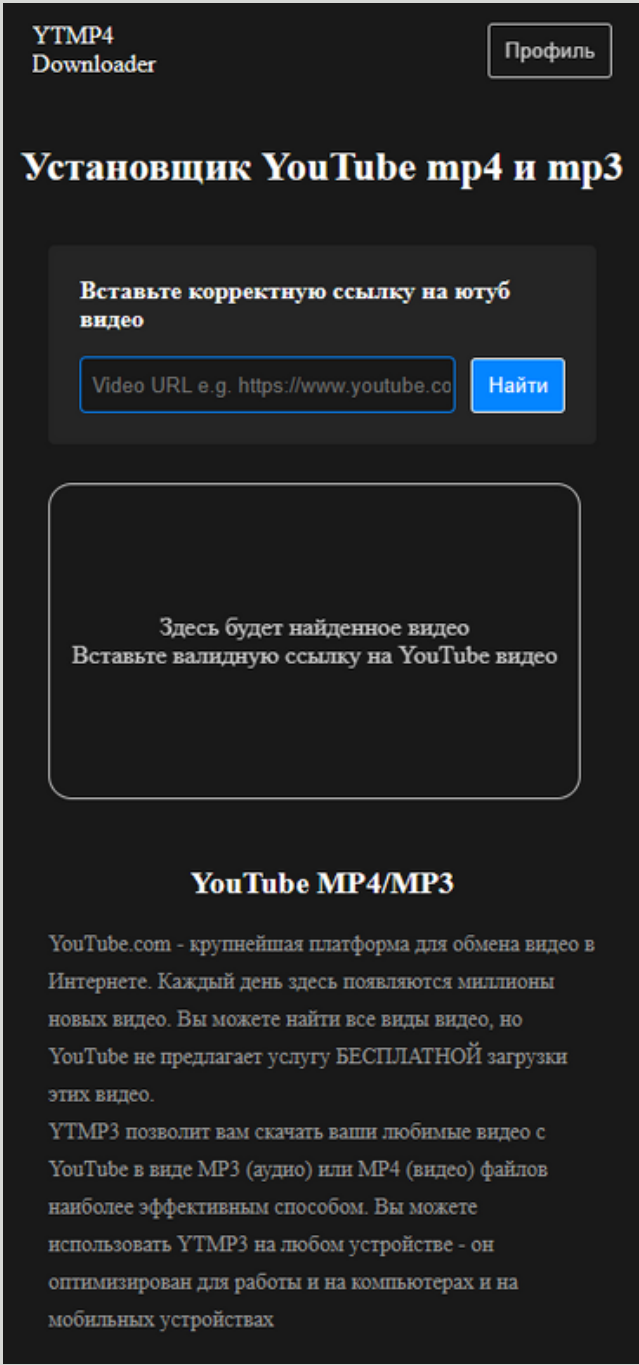 YTMP4
Downloader
Профиль
Установщик YouTube mp4 и mp3
Вставьте корректную ссылку на ютуб
видео
Video URL e.g. https://www.youtube.co
Найти
Здесь будет найденное видео
Вставьте валидную ссылку на YouTube видео
YouTube MP4/MP3
YouTube.com - крупнейшая платформа для обмена видео в
Интернете. Каждый день здесь появляются миллионы
новых видео. Вы можете найти все виды видео, но
YouTube не предлагает услугу БЕСПЛАТНОЙ загрузки
этих видео.
YTMP3 позволит вам скачать ваши любимые видео с
YouTube в виде MP3 (аудио) или MP4 (видео) файлов
наиболее эффективным способом. Вы можете
использовать YTMP3 на любом устройстве - он
оптимизирован для работы и на компьютерах и на
мобильных устройствах